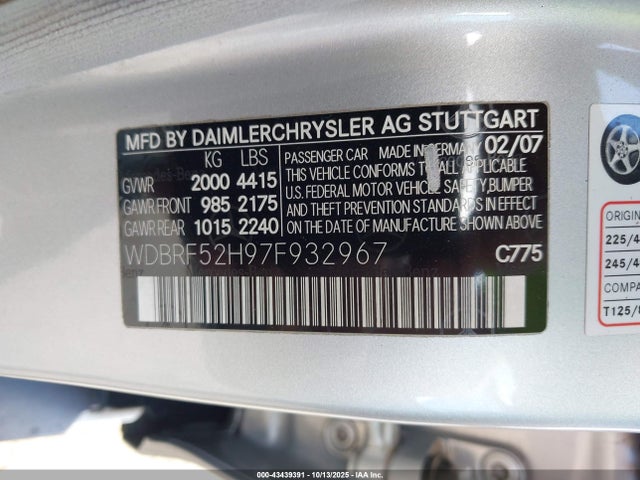 MFD BY DAIMLERCHRYSLER AG STUTTGART
KG LBS
GVWR 2000 4415
GAWR FRONT 985 2175
GAWR REAR 1015 2240
PASSENGER CAR MADE IN GERMANY 02/07
THIS VEHICLE CONFORMS TO ALL APPLICABLE
U.S. FEDERAL MOTOR VEHICLE SAFETY, BUMPER
AND THEFT PREVENTION STANDARDS IN EFFECT
ON THE DATE OF MANUFACTURE SHOWN ABOVE.
WDBRF52H97F932967 C775
ORIGIN
225/4
245/4
COMPA
T125/8
00-43439391 - 10/13/2025 - IAA Inc.